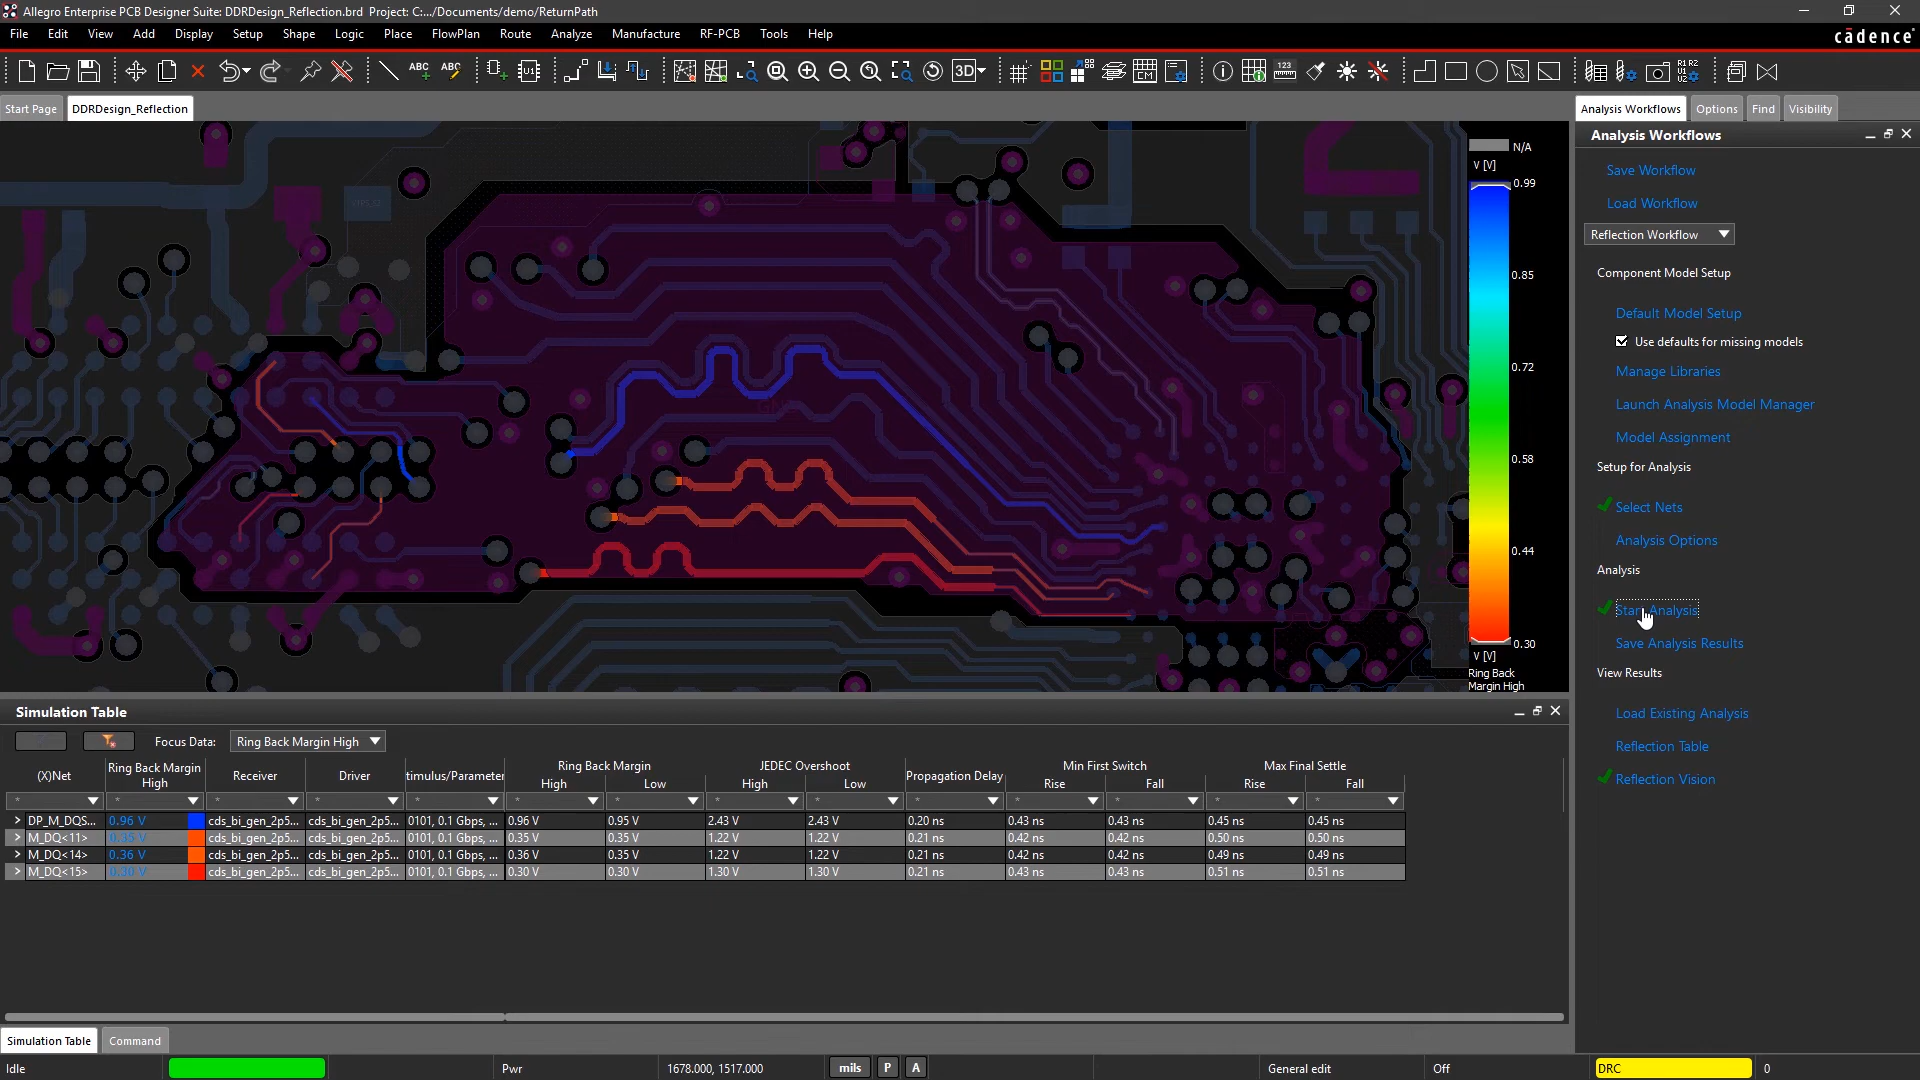 Allegro Enterprise PCB Designer Suite: DDRDesign_Reflection.brd Project: C:.../Documents/demo/ReturnPath
File Edit View Add Display Setup Shape Logic Place FlowPlan Route Analyze Manufacture RF-PCB Tools Help
cādence
ABC ABC U1 3D CM 123 R1R2 U1 U2
Start Page DDRDesign_Reflection
Analysis Workflows Options Find Visibility
N/A
V [V]
0.99
0.85
0.72
0.58
0.44
0.30
V [V]
Ring Back
Margin High
Analysis Workflows
Save Workflow
Load Workflow
Reflection Workflow
Component Model Setup
Default Model Setup
Use defaults for missing models
Manage Libraries
Launch Analysis Model Manager
Model Assignment
Setup for Analysis
Select Nets
Analysis Options
Analysis
Start Analysis
Save Analysis Results
View Results
Load Existing Analysis
Reflection Table
Reflection Vision
Simulation Table
Focus Data: Ring Back Margin High
(X)Net Ring Back Margin High Receiver Driver timulus/Parameter Ring Back Margin High Low JEDEC Overshoot High Low Propagation Delay Min First Switch Rise Fall Max Final Settle Rise Fall
* * * * * * * * * * * * * *
DP_M_DQS... 0.96 V cds_bi_gen_2p5... cds_bi_gen_2p5... 0101, 0.1 Gbps, ... 0.96 V 0.95 V 2.43 V 2.43 V 0.20 ns 0.43 ns 0.43 ns 0.45 ns 0.45 ns
M_DQ<11> 0.35 V cds_bi_gen_2p5... cds_bi_gen_2p5... 0101, 0.1 Gbps, ... 0.35 V 0.35 V 1.22 V 1.22 V 0.21 ns 0.42 ns 0.42 ns 0.50 ns 0.50 ns
M_DQ<14> 0.36 V cds_bi_gen_2p5... cds_bi_gen_2p5... 0101, 0.1 Gbps, ... 0.36 V 0.35 V 1.22 V 1.22 V 0.21 ns 0.42 ns 0.42 ns 0.49 ns 0.49 ns
M_DQ<15> 0.30 V cds_bi_gen_2p5... cds_bi_gen_2p5... 0101, 0.1 Gbps, ... 0.30 V 0.30 V 1.30 V 1.30 V 0.21 ns 0.43 ns 0.43 ns 0.51 ns 0.51 ns
Simulation Table Command
Idle Pwr 1678.000, 1517.000 mils P A General edit Off DRC 0